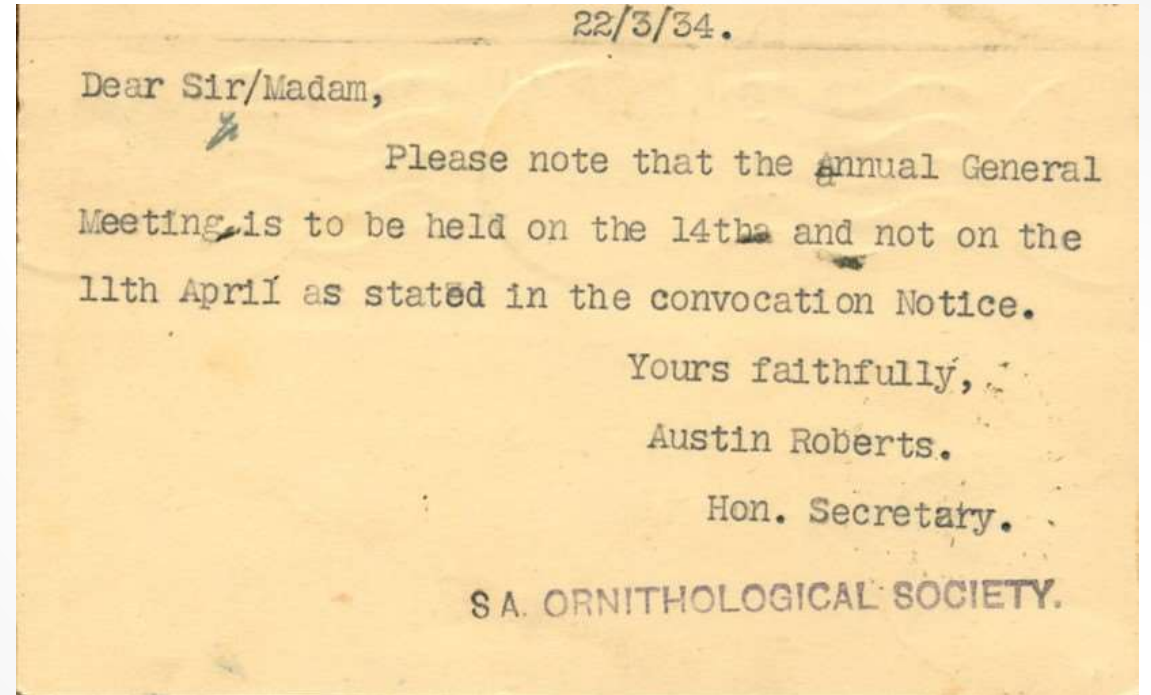 22/3/34.
Dear Sir/Madam,
Please note that the Annual General
Meeting is to be held on the 14th and not on the
11th April as stated in the convocation Notice.
Yours faithfully,
Austin Roberts.
Hon. Secretary.
S A. ORNITHOLOGICAL SOCIETY.